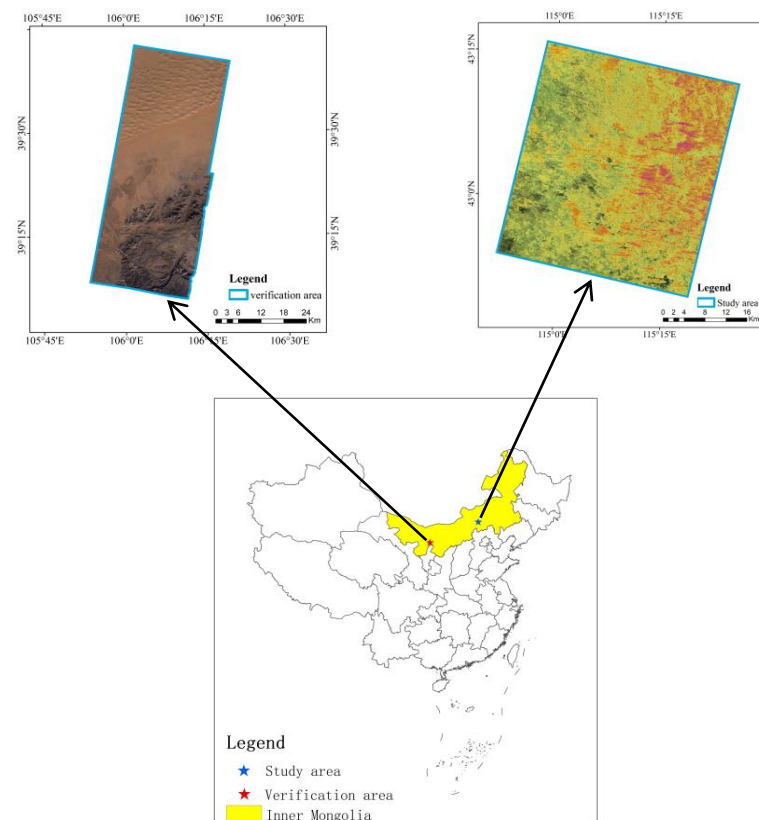 105°45'E 106°0'E 106°15'E 106°30'E
39°30'N
39°15'N
39°30'N
39°15'N
Legend
verification area
0 3 6 12 18 24
Km
105°45'E 106°0'E 106°15'E 106°30'E
115°0'E 115°15'E
43°15'N
43°0'N
Legend
Study area
0 2 4 8 12 16
Km
115°0'E 115°15'E
Legend
Study area
Verification area
Inner Mongolia